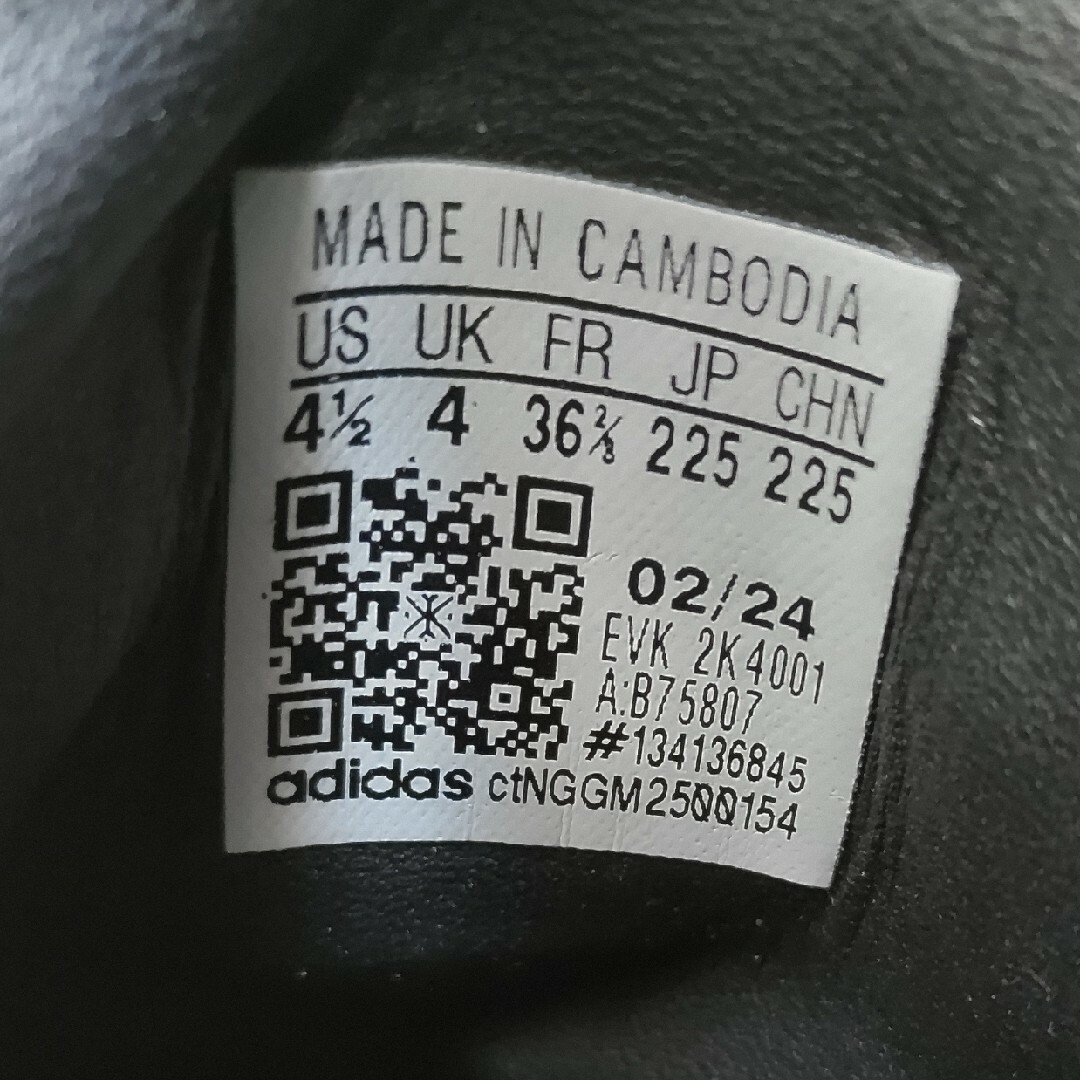 MADE IN CAMBODIA
US UK FR JP CHN
4½ 4 36⅔ 225 225
02/24
EVK 2K4001
A:B75807
#134136845
adidas ctNGGM2500154